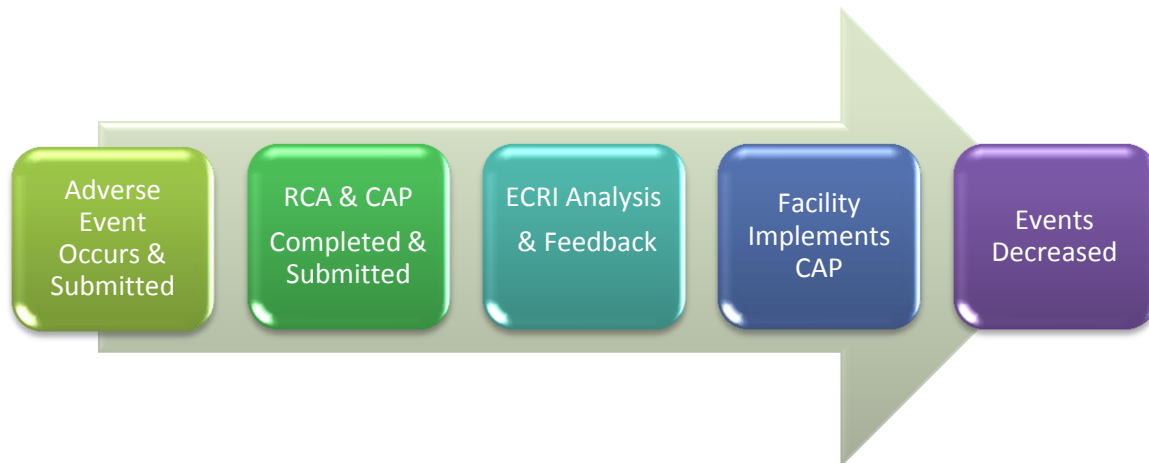 Adverse
Event
Occurs &
Submitted
RCA & CAP
Completed &
Submitted
ECRI Analysis
& Feedback
Facility
Implements
CAP
Events
Decreased